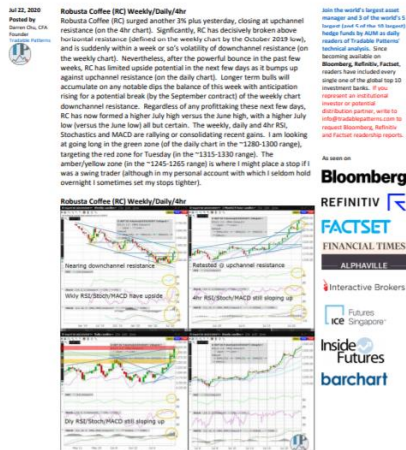 Jul 22, 2020
Posted by
Darren Chu, CFA
Founder
Tradable Patterns
Robusta Coffee (RC) Weekly/Daily/4hr
Robusta Coffee (RC) surged another 3% plus yesterday, closing at upchannel
resistance (on the 4hr chart). Significantly, RC has decisively broken above
horizontal resistance (defined on the weekly chart by the October 2019 low),
and is suddenly within a week or so's volatility of downchannel resistance (on
the weekly chart). Nevertheless, after the powerful bounce in the past few
weeks, RC has limited upside potential in the next few days as it bumps up
against upchannel resistance (on the daily chart). Longer term bulls will
accumulate on any notable dips the balance of this week with anticipation
rising for a potential break (by the September contract) of the weekly chart
downchannel resistance. Regardless of any profittaking these next few days,
RC has now formed a higher July high versus the June high, with a higher July
low (versus the June low) all but certain. The weekly, daily and 4hr RSI,
Stochastics and MACD are rallying or consolidating recent gains. I am looking
at going long in the green zone (of the daily chart in the ~1280-1300 range),
targeting the red zone for Tuesday (in the ~1315-1330 range). The
amber/yellow zone (in the ~1245-1265 range) is where I might place a stop if I
was a swing trader (although in my personal account with which I seldom hold
overnight I sometimes set my stops tighter).
Robusta Coffee (RC) Weekly/Daily/4hr
Nearing downchannel resistance
Wkly RSI/Stoch/MACD have upside
Retested @ upchannel resistance
4hr RSI/Stoch/MACD still sloping up
Dly RSI/Stoch/MACD still sloping up
Join the world's largest asset
manager and 3 of the world's 5
largest (and 5 of the 10 largest)
hedge funds by AUM as daily
readers of Tradable Patterns'
technical analysis. Since
becoming available on
Bloomberg, Refinitiv, Factset,
readers have included every
single one of the global top 10
investment banks. If you
represent an institutional
investor or potential
distribution partner, write to
info@tradablepatterns.com to
request Bloomberg, Refinitiv
and Factset readership reports.
As seen on
Bloomberg
REFINITIV
FACTSET
FINANCIAL TIMES
ALPHAVILLE
Interactive Brokers
ICE Futures
Singapore
Inside
Futures
barchart